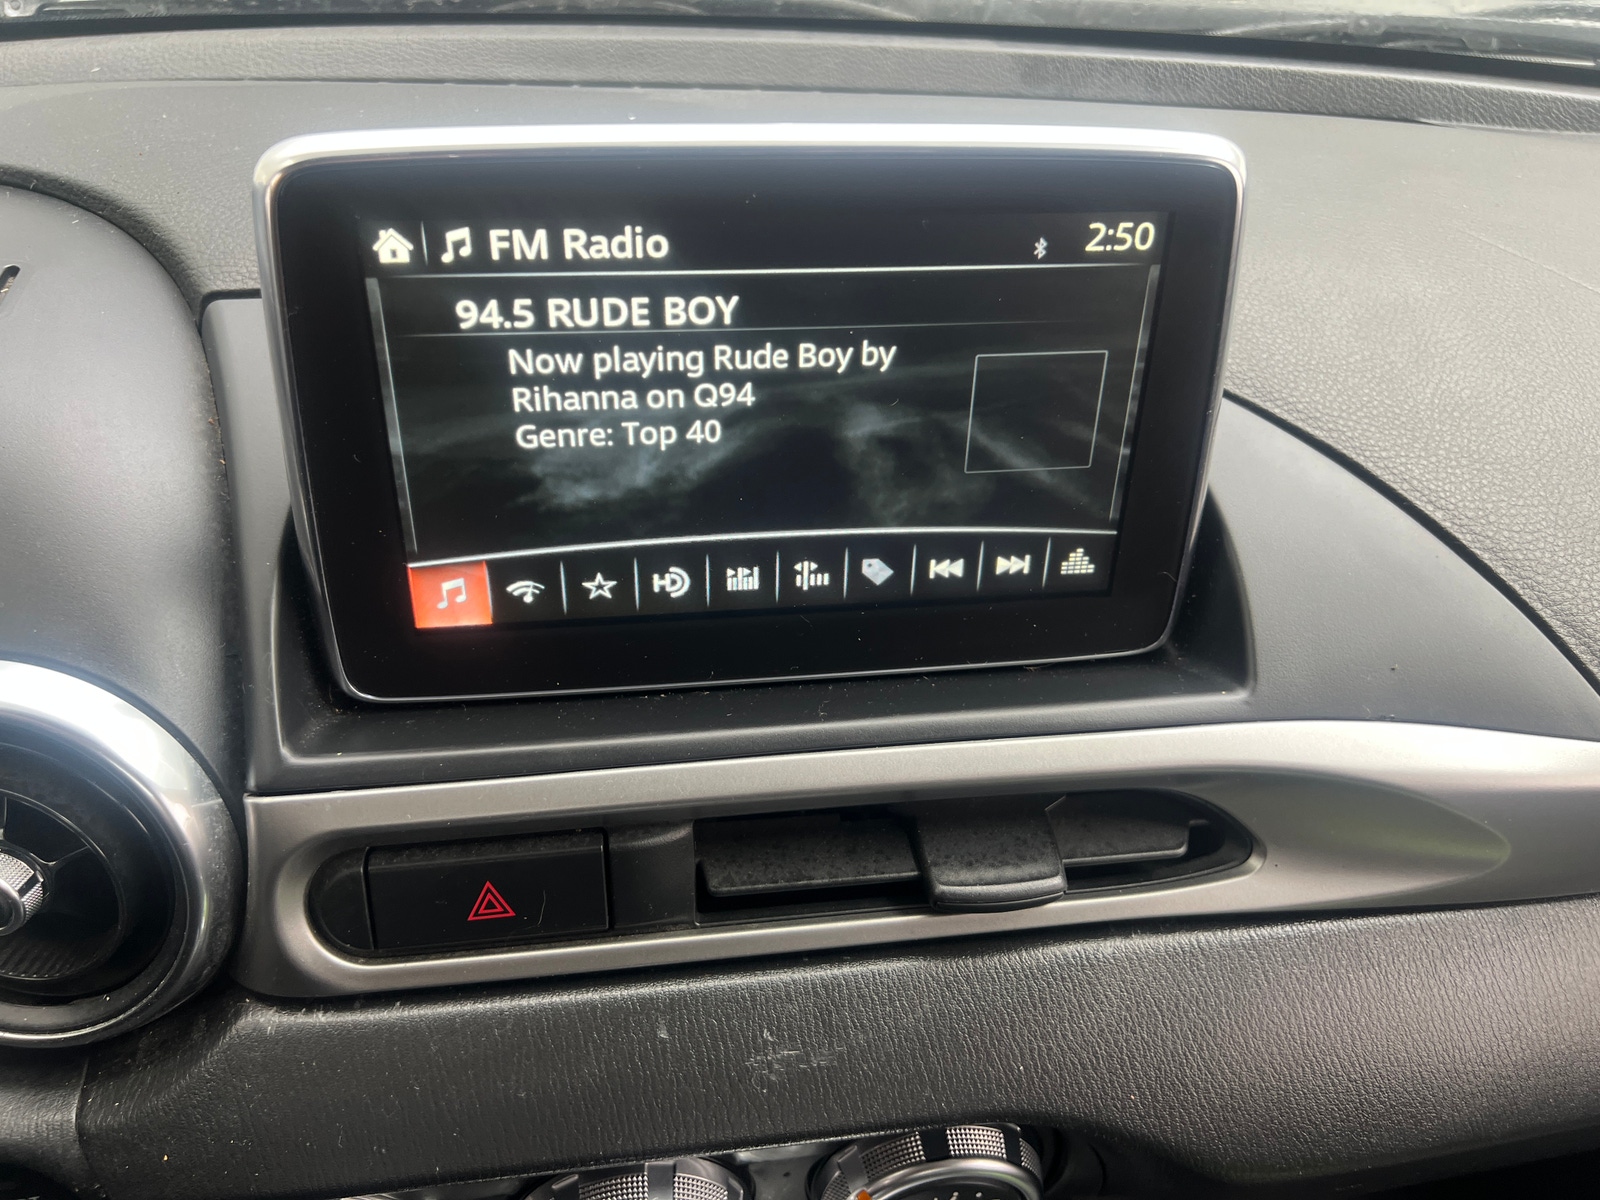 FM Radio
2:50
94.5 RUDE BOY
Now playing Rude Boy by
Rihanna on Q94
Genre: Top 40
HD